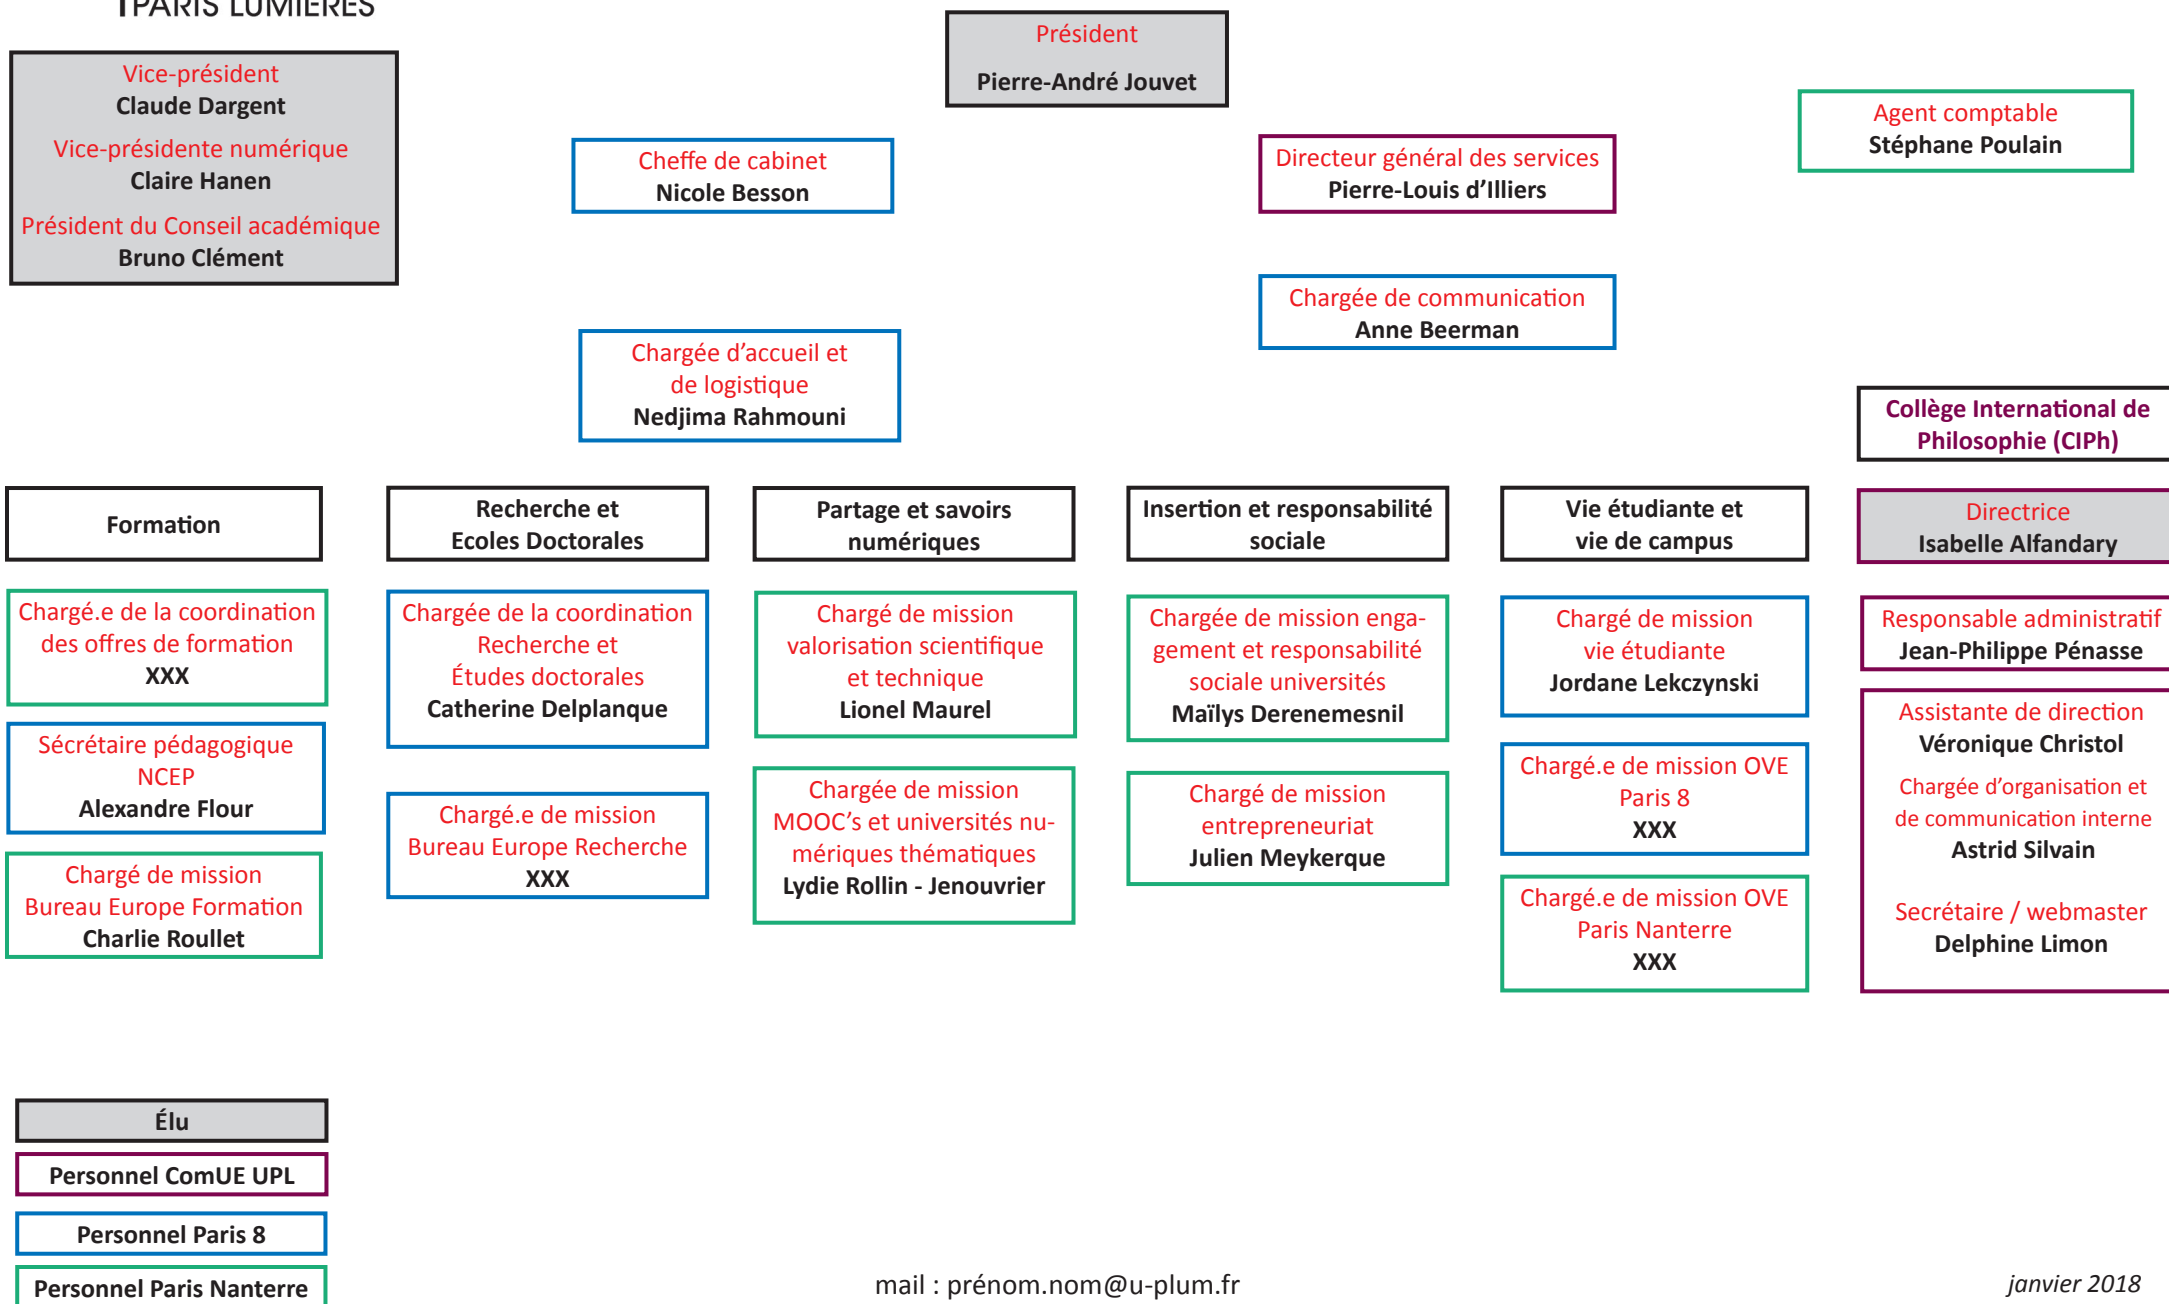 PARIS LUMIÈRES
Président
Pierre-André Jouvet
Vice-président
Claude Dargent
Vice-présidente numérique
Claire Hanen
Président du Conseil académique
Bruno Clément
Cheffe de cabinet
Nicole Besson
Directeur général des services
Pierre-Louis d'Illiers
Agent comptable
Stéphane Poulain
Chargée de communication
Anne Beerman
Chargée d'accueil et
de logistique
Nedjima Rahmouni
Formation
Chargé.e de la coordination
des offres de formation
XXX
Sécrétaire pédagogique
NCEP
Alexandre Flour
Chargé de mission
Bureau Europe Formation
Charlie Roullet
Recherche et
Ecoles Doctorales
Chargée de la coordination
Recherche et
Études doctorales
Catherine Delplanque
Chargé.e de mission
Bureau Europe Recherche
XXX
Partage et savoirs
numériques
Chargé de mission
valorisation scientifique
et technique
Lionel Maurel
Chargée de mission
MOOC's et universités nu-
mériques thématiques
Lydie Rollin - Jenouvrier
Insertion et responsabilité
sociale
Chargée de mission enga-
gement et responsabilité
sociale universités
Maïlys Derenemesnil
Chargé de mission
entrepreneuriat
Julien Meykerque
Vie étudiante et
vie de campus
Chargé de mission
vie étudiante
Jordane Lekczynski
Chargé.e de mission OVE
Paris 8
XXX
Chargé.e de mission OVE
Paris Nanterre
XXX
Collège International de
Philosophie (CIPh)
Directrice
Isabelle Alfandary
Responsable administratif
Jean-Philippe Pénasse
Assistante de direction
Véronique Christol
Chargée d'organisation et
de communication interne
Astrid Silvain
Secrétaire / webmaster
Delphine Limon
Élu
Personnel ComUE UPL
Personnel Paris 8
Personnel Paris Nanterre
mail : prénom.nom@u-plum.fr
janvier 2018